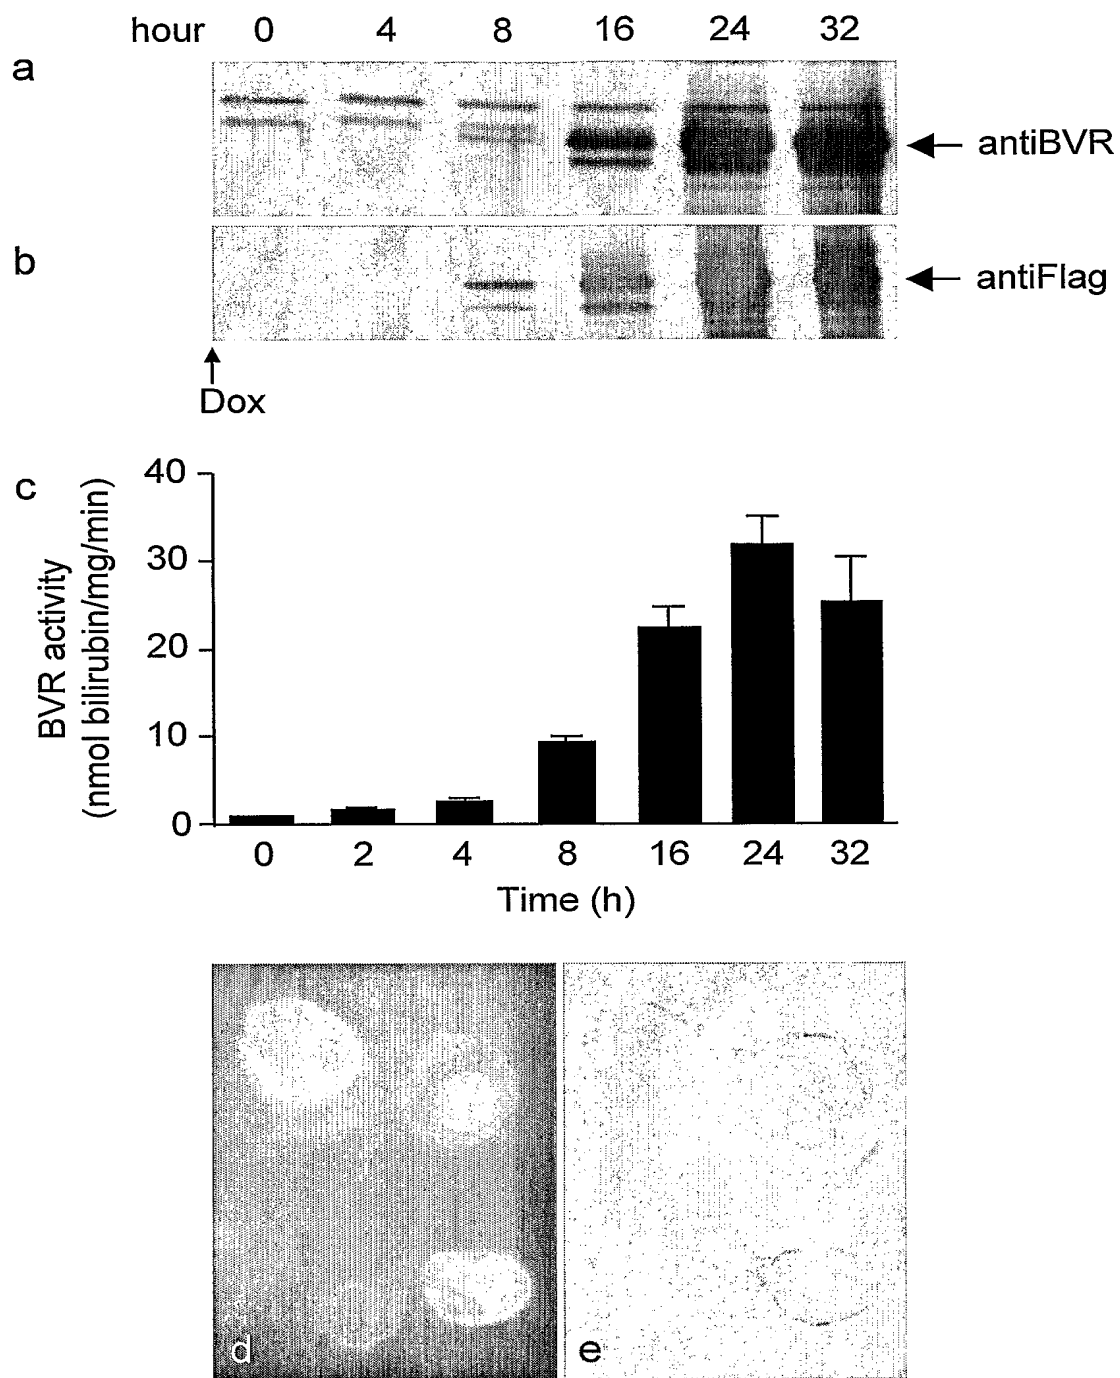 hour 0 4 8 16 24 32
a
antiBVR
b
antiFlag
Dox
c
BVR activity
(nmol bilirubin/mg/min)
40
30
20
10
0
0 2 4 8 16 24 32
Time (h)
d e